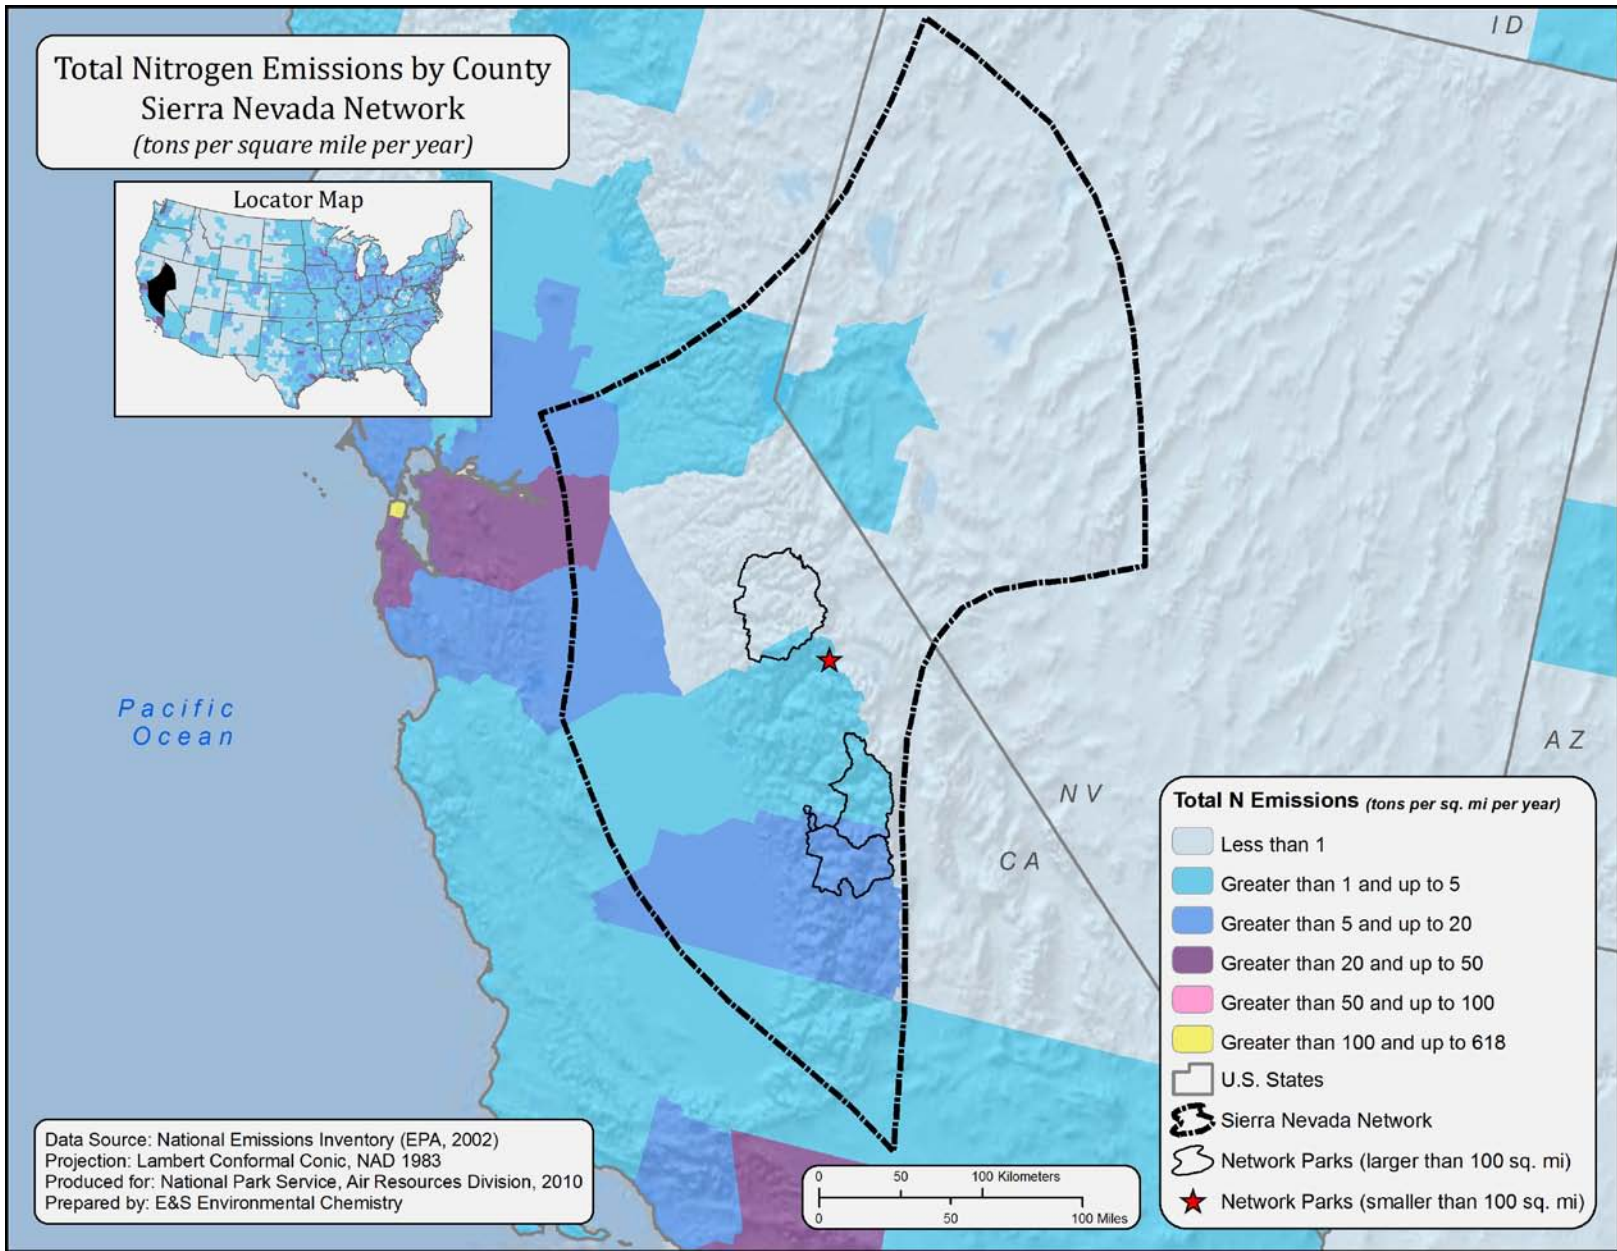 Total Nitrogen Emissions by County
Sierra Nevada Network
(tons per square mile per year)
Locator Map
ID
Pacific
Ocean
AZ
NV
CA
Total N Emissions (tons per sq. mi per year)
Less than 1
Greater than 1 and up to 5
Greater than 5 and up to 20
Greater than 20 and up to 50
Greater than 50 and up to 100
Greater than 100 and up to 618
U.S. States
Sierra Nevada Network
Network Parks (larger than 100 sq. mi)
Network Parks (smaller than 100 sq. mi)
Data Source: National Emissions Inventory (EPA, 2002)
Projection: Lambert Conformal Conic, NAD 1983
Produced for: National Park Service, Air Resources Division, 2010
Prepared by: E&S Environmental Chemistry
0 50 100 Kilometers
0 50 100 Miles